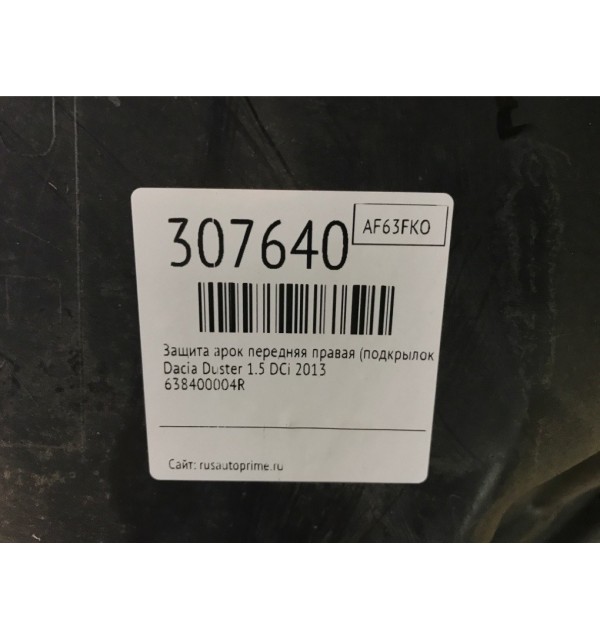 307640
AF63FKO
Защита арок передняя правая (подкрылок
Dacia Duster 1.5 DCi 2013
638400004R
Сайт: rusautoprime.ru